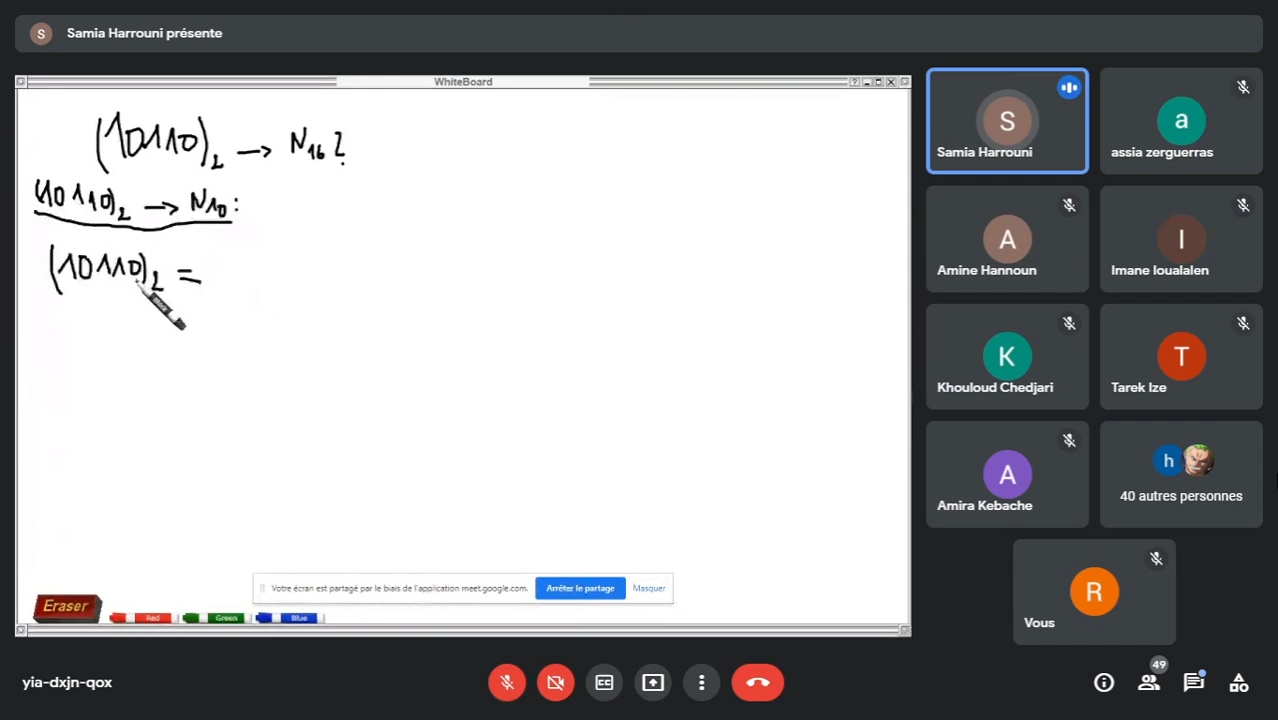 S Samia Harrouni présente
WhiteBoard
(10110)₂ → N₁₆ ?
(10110)₂ → N₁₀ :
(10110)₂ =
Black
Votre écran est partagé par le biais de l'application meet.google.com. Arrêter le partage Masquer
Eraser Red Green Blue
S
Samia Harrouni
a
assia zerguerras
A
Amine Hannoun
I
Imane Ioualalen
K
Khouloud Chedjari
T
Tarek Ize
A
Amira Kebache
h
40 autres personnes
R
Vous
yia-dxjn-qox
CC
49